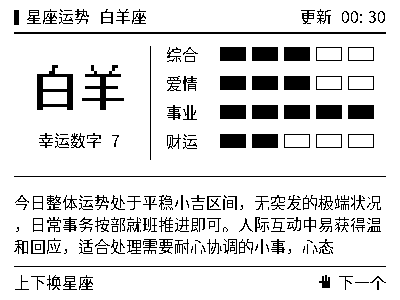 星座运势 白羊座 更新 00:30
白羊
幸运数字 7
综合
爱情
事业
财运
今日整体运势处于平稳小吉区间，无突发的极端状况
，日常事务按部就班推进即可。人际互动中易获得温
和回应，适合处理需要耐心协调的小事，心态
上下换星座 下一个